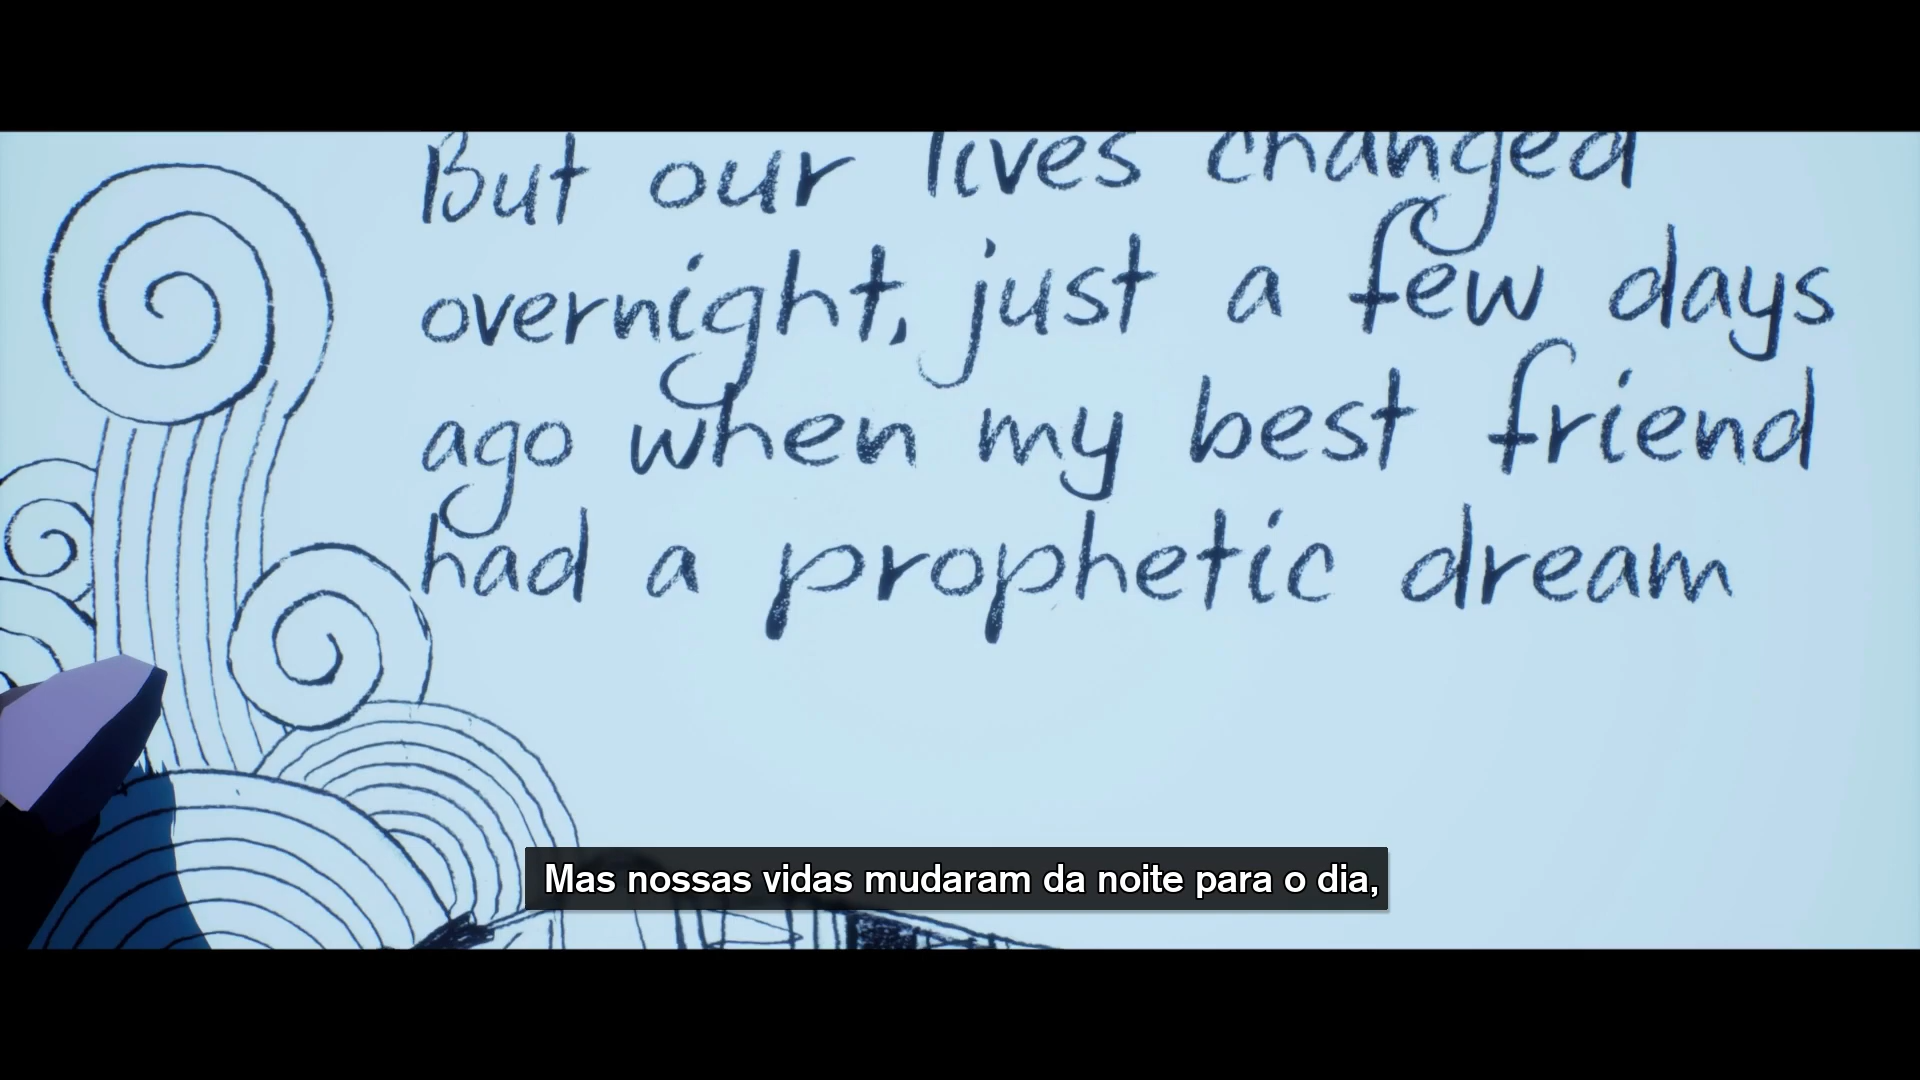 But our lives changed
overnight, just a few days
ago when my best friend
had a prophetic dream
Mas nossas vidas mudaram da noite para o dia,